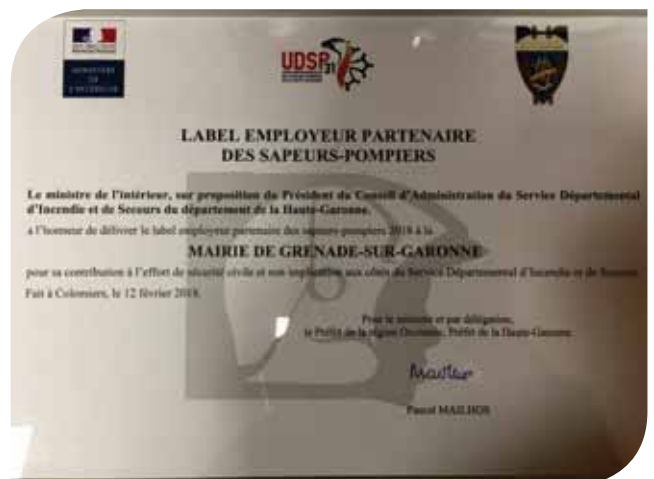 MINISTÈRE
DE
L'INTÉRIEUR
UDSP31
LABEL EMPLOYEUR PARTENAIRE
DES SAPEURS-POMPIERS
Le ministre de l'intérieur, sur proposition du Président du Conseil d'Administration du Service Départemental
d'Incendie et de Secours du département de la Haute-Garonne.
a l'honneur de délivrer le label employeur partenaire des sapeurs-pompiers 2018 à la
MAIRIE DE GRENADE-SUR-GARONNE
pour sa contribution à l'effort de sécurité civile et son implication aux côtés du Service Départemental d'Incendie et de Secours.
Fait à Colomiers, le 12 février 2018.
Pour le ministre et par délégation,
le Préfet de la région Occitanie, Préfet de la Haute-Garonne
Pascal MAILHOS